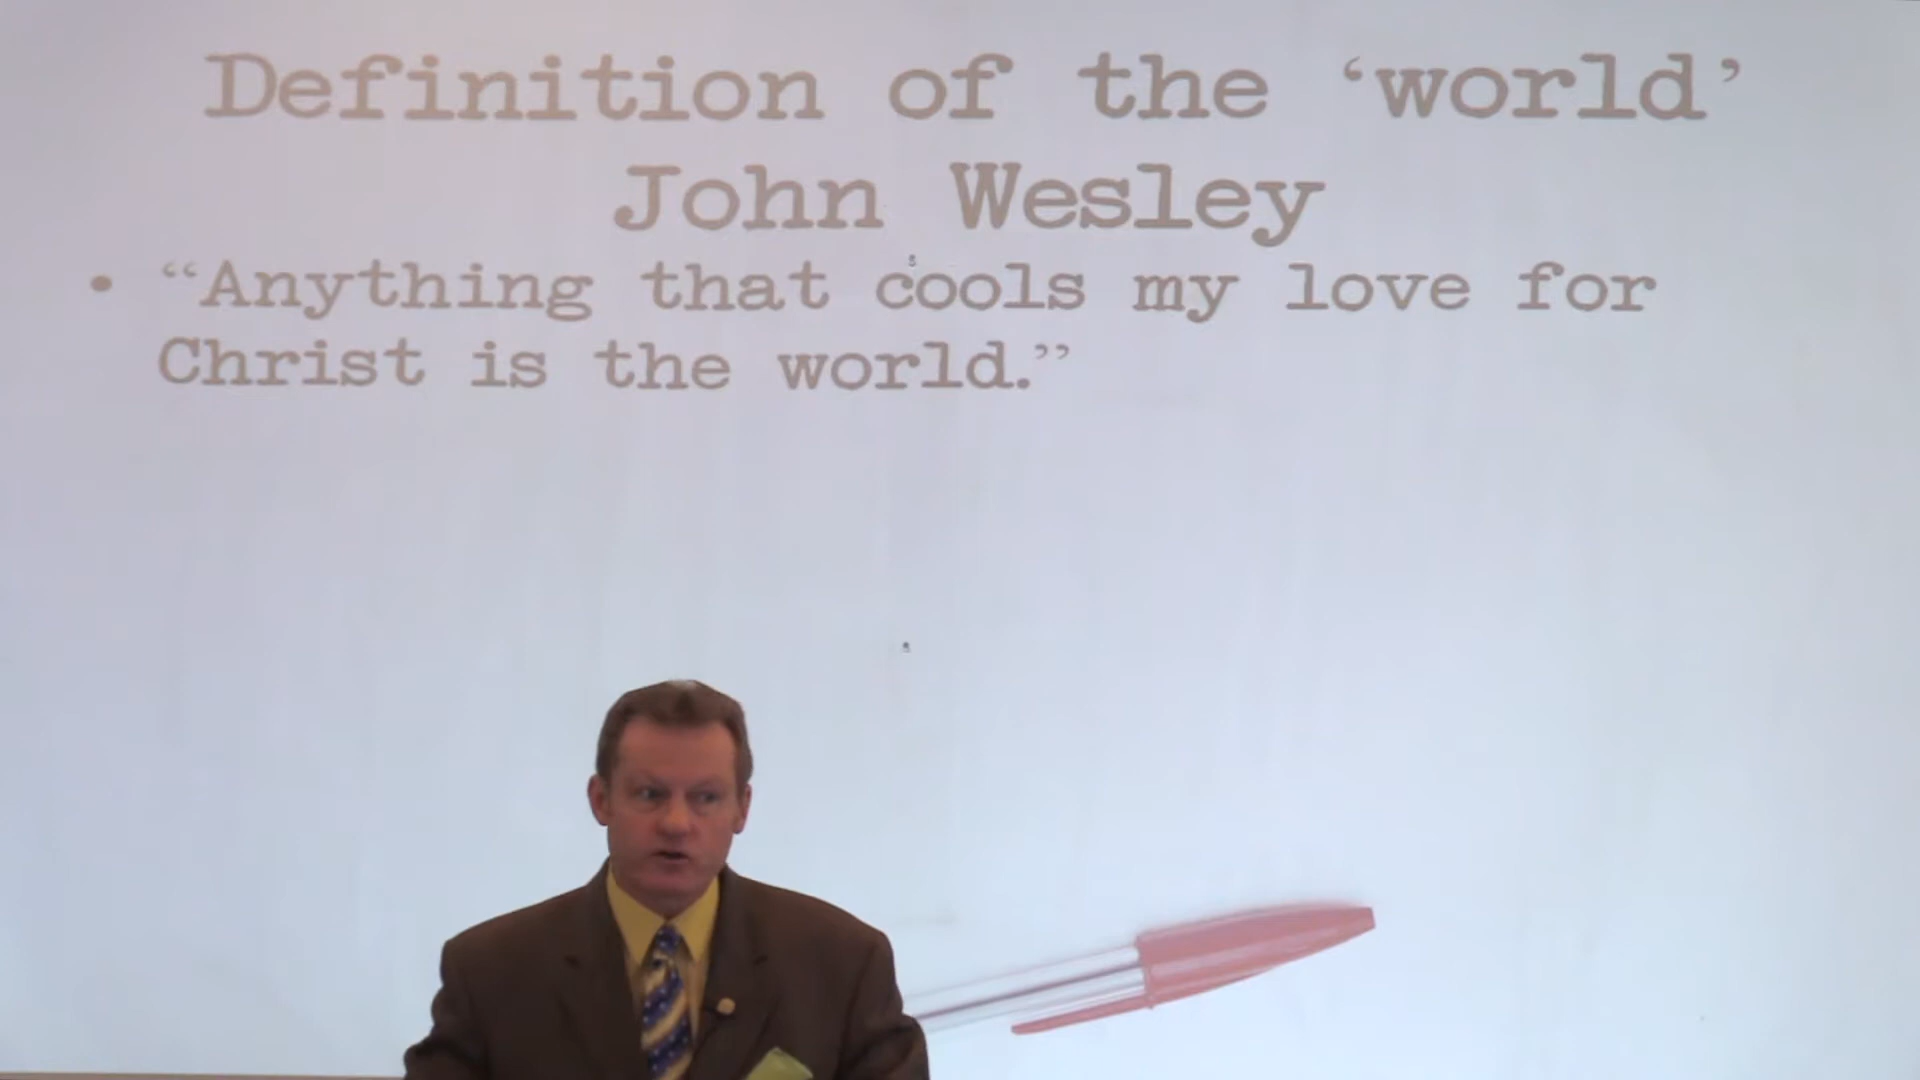 Definition of the ‘world’
John Wesley
• “Anything that cools my love for
Christ is the world.”